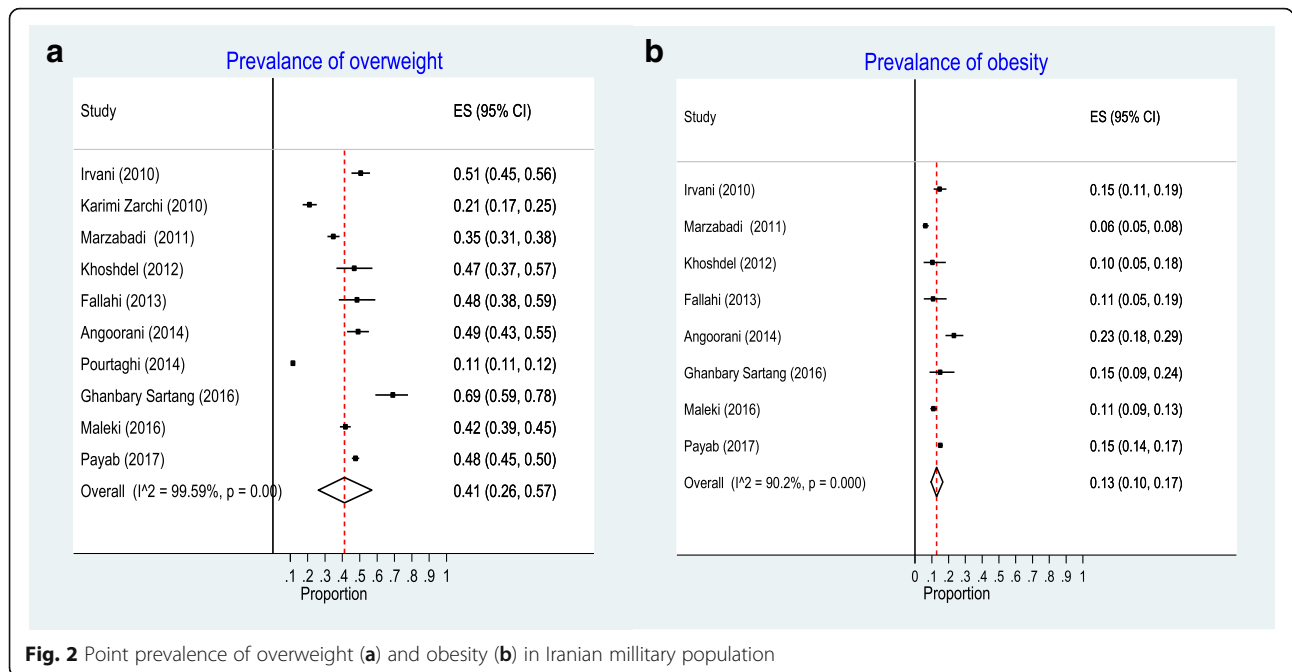 a
Prevalance of overweight
Study ES (95% CI)
Irvani (2010) 0.51 (0.45, 0.56)
Karimi Zarchi (2010) 0.21 (0.17, 0.25)
Marzabadi (2011) 0.35 (0.31, 0.38)
Khoshdel (2012) 0.47 (0.37, 0.57)
Fallahi (2013) 0.48 (0.38, 0.59)
Angoorani (2014) 0.49 (0.43, 0.55)
Pourtaghi (2014) 0.11 (0.11, 0.12)
Ghanbary Sartang (2016) 0.69 (0.59, 0.78)
Maleki (2016) 0.42 (0.39, 0.45)
Payab (2017) 0.48 (0.45, 0.50)
Overall (I^2 = 99.59%, p = 0.00) 0.41 (0.26, 0.57)
.1 .2 .3 .4 .5 .6 .7 .8 .9 1
Proportion
b
Prevalance of obesity
Study ES (95% CI)
Irvani (2010) 0.15 (0.11, 0.19)
Marzabadi (2011) 0.06 (0.05, 0.08)
Khoshdel (2012) 0.10 (0.05, 0.18)
Fallahi (2013) 0.11 (0.05, 0.19)
Angoorani (2014) 0.23 (0.18, 0.29)
Ghanbary Sartang (2016) 0.15 (0.09, 0.24)
Maleki (2016) 0.11 (0.09, 0.13)
Payab (2017) 0.15 (0.14, 0.17)
Overall (I^2 = 90.2%, p = 0.000) 0.13 (0.10, 0.17)
0 .1 .2 .3 .4 .5 .6 .7 .8 .9 1
Proportion
Fig. 2 Point prevalence of overweight (a) and obesity (b) in Iranian millitary population